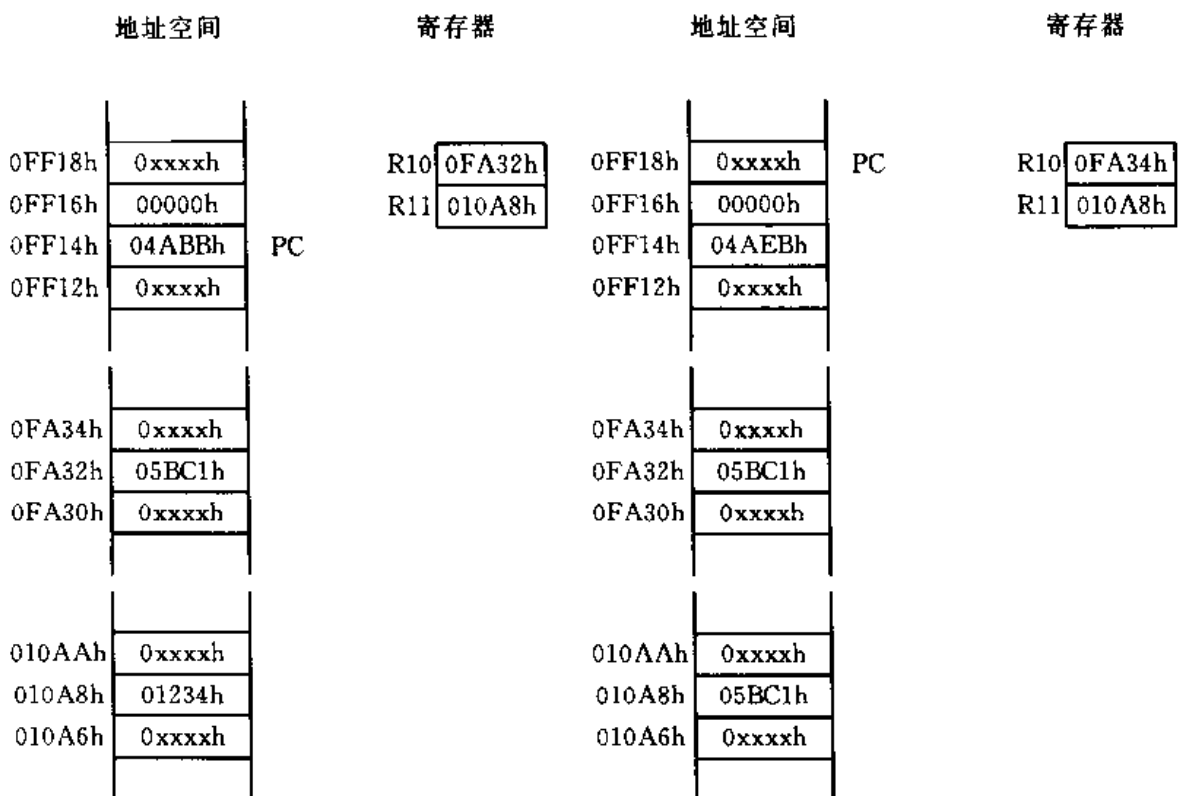 地址空间 寄存器 地址空间 寄存器
0FF18h 0xxxxh R10 0FA32h 0FF18h 0xxxxh PC R10 0FA34h
0FF16h 00000h R11 010A8h 0FF16h 00000h R11 010A8h
0FF14h 04ABBh PC 0FF14h 04AEBh
0FF12h 0xxxxh 0FF12h 0xxxxh
0FA34h 0xxxxh 0FA34h 0xxxxh
0FA32h 05BC1h 0FA32h 05BC1h
0FA30h 0xxxxh 0FA30h 0xxxxh
010AAh 0xxxxh 010AAh 0xxxxh
010A8h 01234h 010A8h 05BC1h
010A6h 0xxxxh 010A6h 0xxxxh